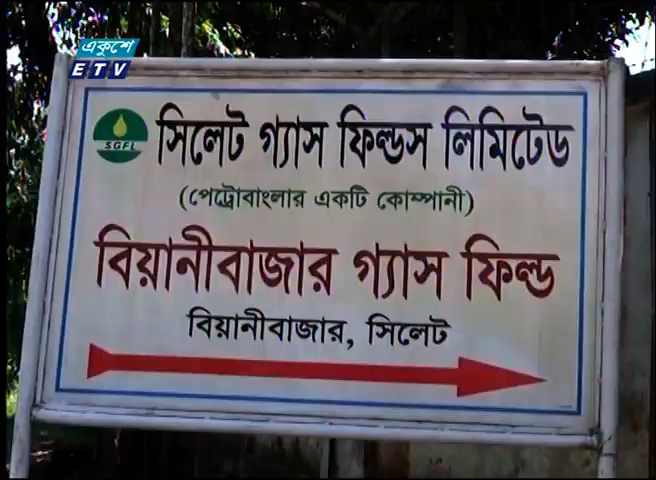 একুশে
ETV
SGFL
সিলেট গ্যাস ফিল্ডস লিমিটেড
(পেট্রোবাংলার একটি কোম্পানী)
বিয়ানীবাজার গ্যাস ফিল্ড
বিয়ানীবাজার, সিলেট